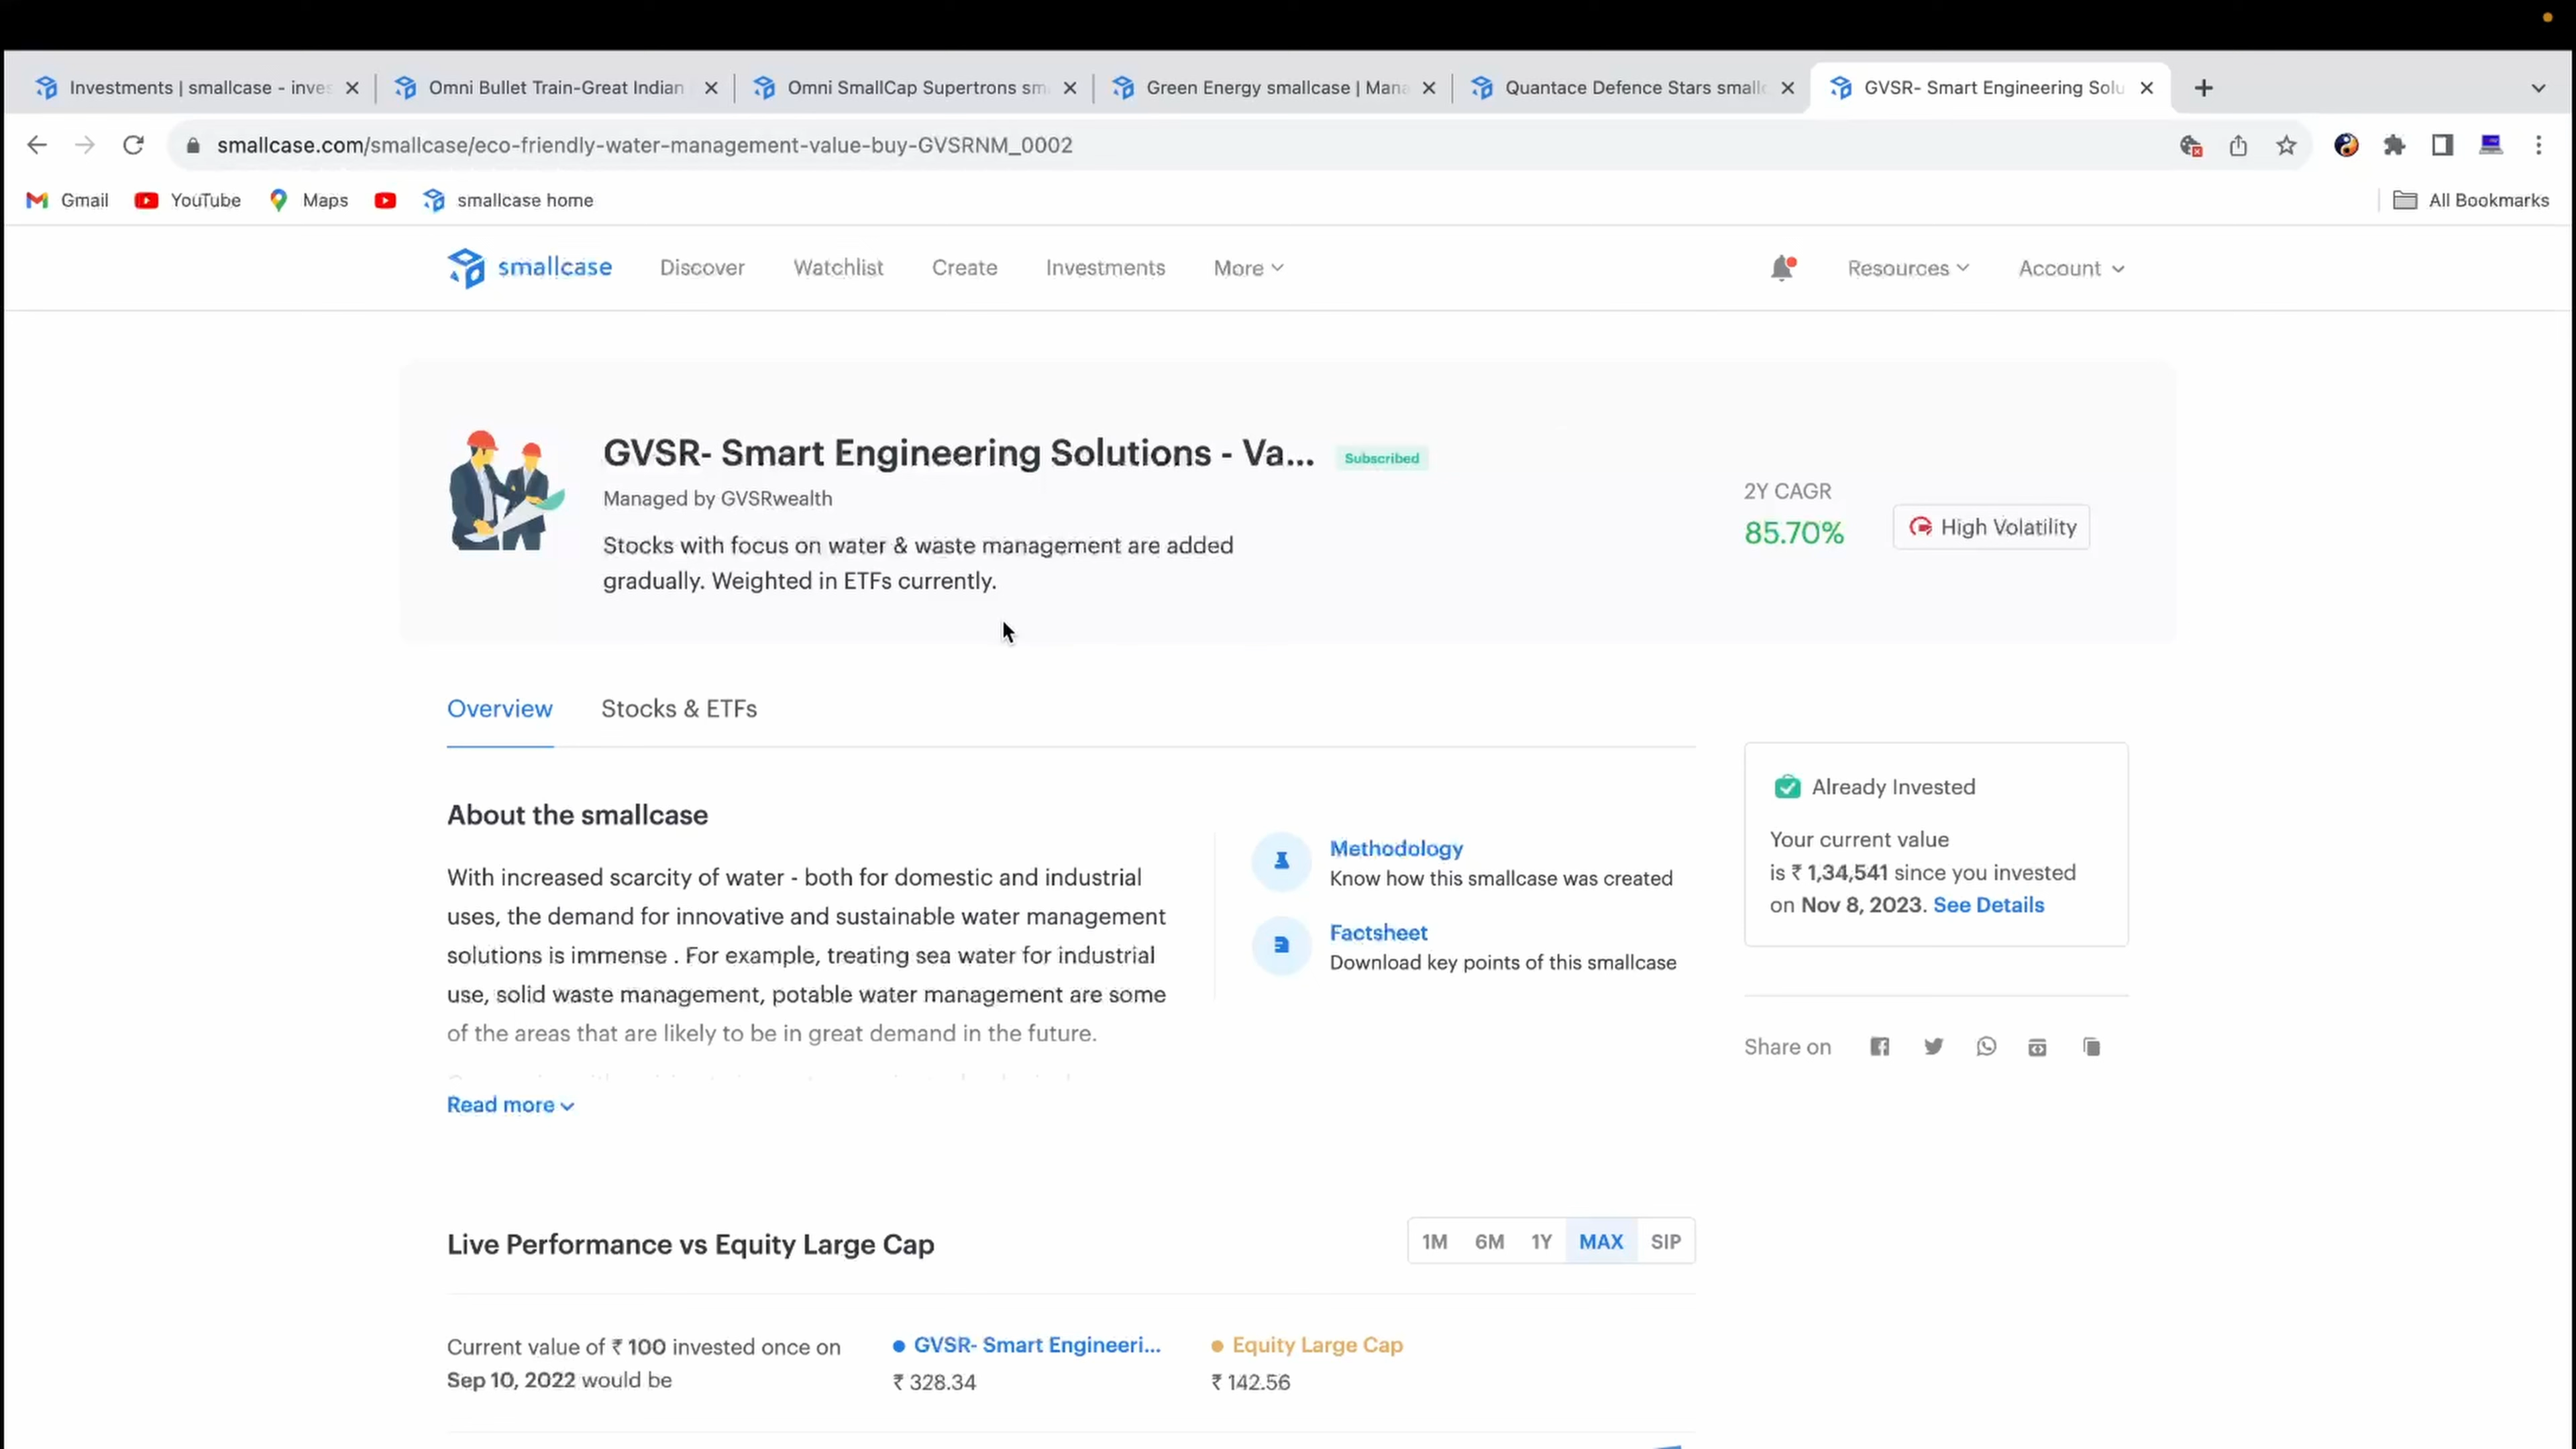 Investments | smallcase - inves
Omni Bullet Train-Great Indian
Omni SmallCap Supertrons sm
Green Energy smallcase | Mana
Quantace Defence Stars smallc
GVSR- Smart Engineering Solu
smallcase.com/smallcase/eco-friendly-water-management-value-buy-GVSRNM_0002
Gmail
YouTube
Maps
smallcase home
All Bookmarks
smallcase
Discover
Watchlist
Create
Investments
More
Resources
Account
GVSR- Smart Engineering Solutions - Va...
Subscribed
Managed by GVSRwealth
Stocks with focus on water & waste management are added
gradually. Weighted in ETFs currently.
2Y CAGR
85.70%
High Volatility
Overview
Stocks & ETFs
About the smallcase
With increased scarcity of water - both for domestic and industrial
uses, the demand for innovative and sustainable water management
solutions is immense . For example, treating sea water for industrial
use, solid waste management, potable water management are some
of the areas that are likely to be in great demand in the future.
Read more
Methodology
Know how this smallcase was created
Factsheet
Download key points of this smallcase
Already Invested
Your current value
is ₹ 1,34,541 since you invested
on Nov 8, 2023. See Details
Share on
Live Performance vs Equity Large Cap
1M
6M
1Y
MAX
SIP
Current value of ₹ 100 invested once on
Sep 10, 2022 would be
GVSR- Smart Engineeri...
₹ 328.34
Equity Large Cap
₹ 142.56